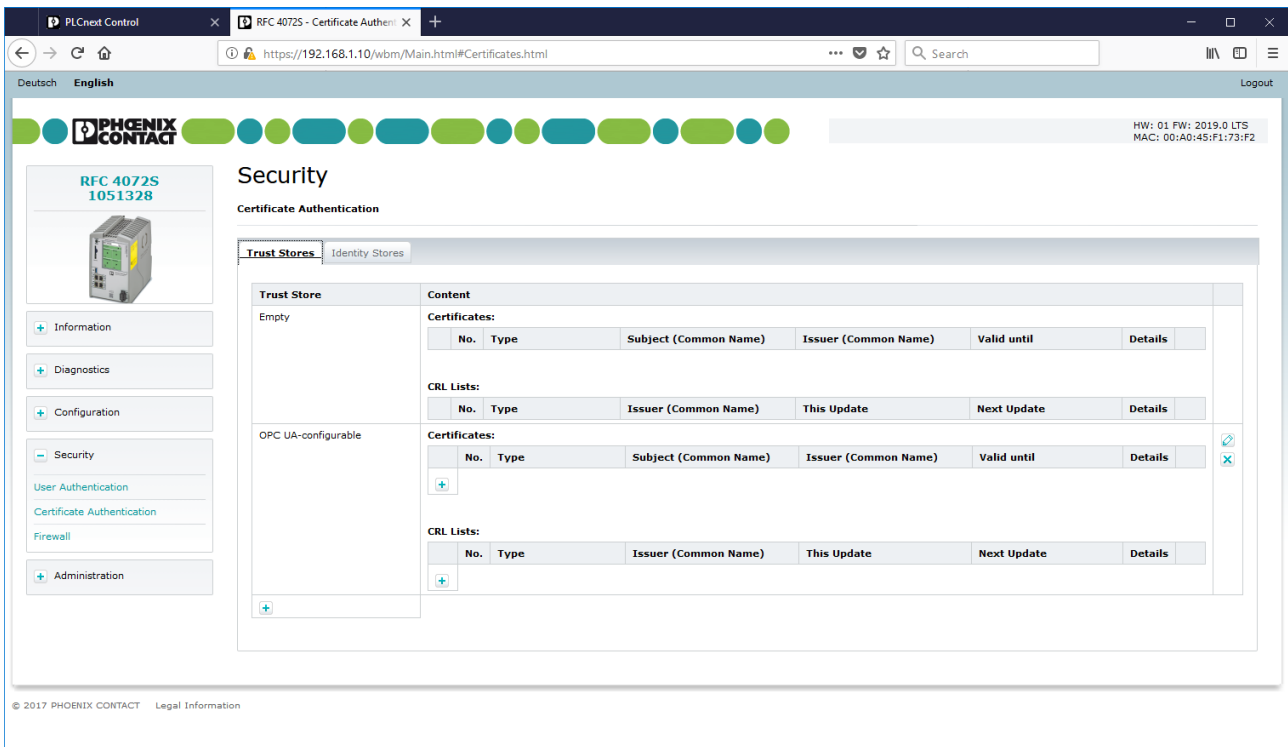 PLCnext Control
RFC 4072S - Certificate Authent
https://192.168.1.10/wbm/Main.html#Certificates.html
Search
Deutsch English
Logout
PHŒNIX CONTACT
HW: 01 FW: 2019.0 LTS
MAC: 00:A0:45:F1:73:F2
RFC 4072S
1051328
Information
Diagnostics
Configuration
Security
User Authentication
Certificate Authentication
Firewall
Administration
Security
Certificate Authentication
Trust Stores Identity Stores
Trust Store Content
Empty Certificates:
No. Type Subject (Common Name) Issuer (Common Name) Valid until Details
CRL Lists:
No. Type Issuer (Common Name) This Update Next Update Details
OPC UA-configurable Certificates:
No. Type Subject (Common Name) Issuer (Common Name) Valid until Details
CRL Lists:
No. Type Issuer (Common Name) This Update Next Update Details
© 2017 PHOENIX CONTACT Legal Information